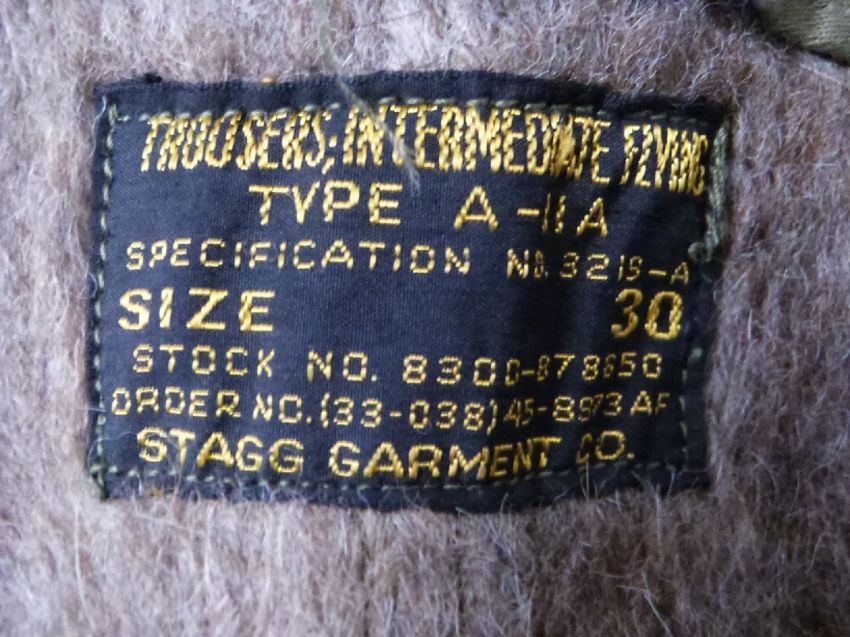 TROUSERS; INTERMEDIATE FLYING
TYPE A-11A
SPECIFICATION NO. 3219-A
SIZE 30
STOCK NO. 8300-878650
ORDER NO. (33-038) 45-8973 AF
STAGG GARMENT CO.